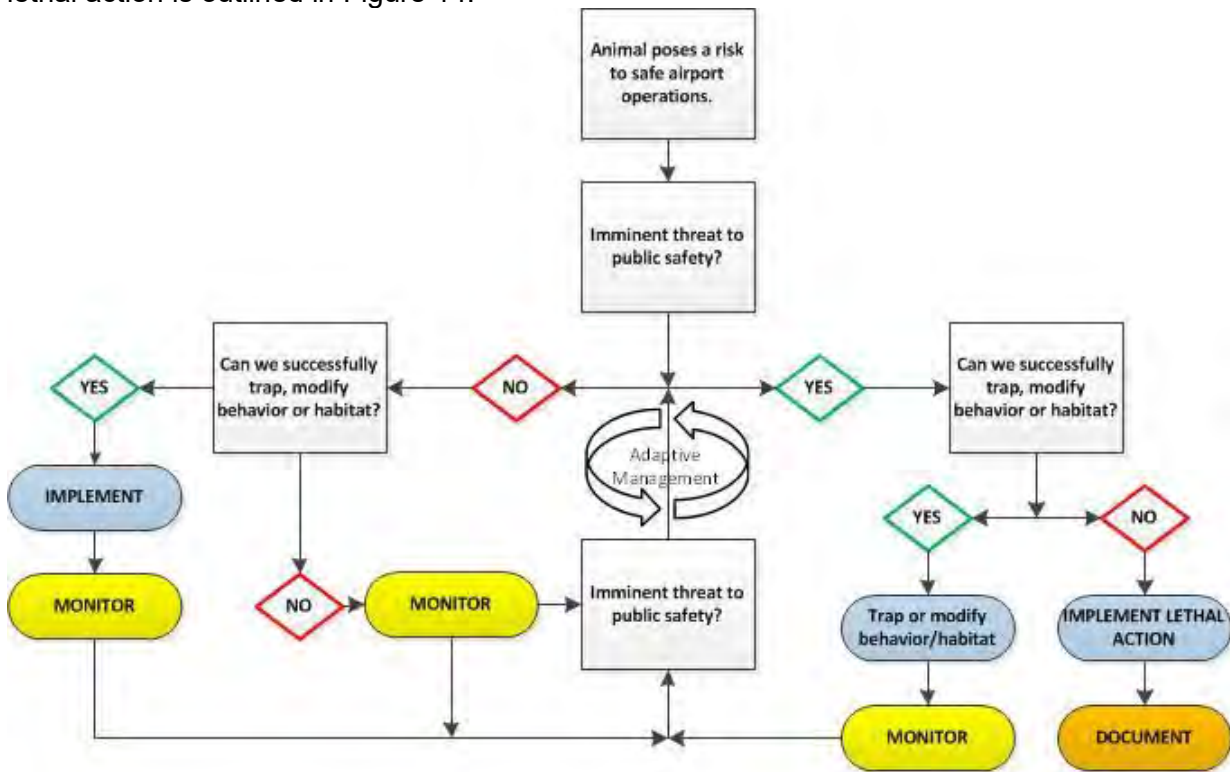 lethal action is outlined in Figure 14.
Animal poses a risk
to safe airport
operations.
Imminent threat to
public safety?
Can we successfully
trap, modify
behavior or habitat?
YES
NO
YES
Can we successfully
trap, modify
behavior or habitat?
Adaptive
Management
IMPLEMENT
YES
NO
MONITOR
NO
MONITOR
Imminent threat to
public safety?
Trap or modify
behavior/habitat
IMPLEMENT LETHAL
ACTION
MONITOR
DOCUMENT